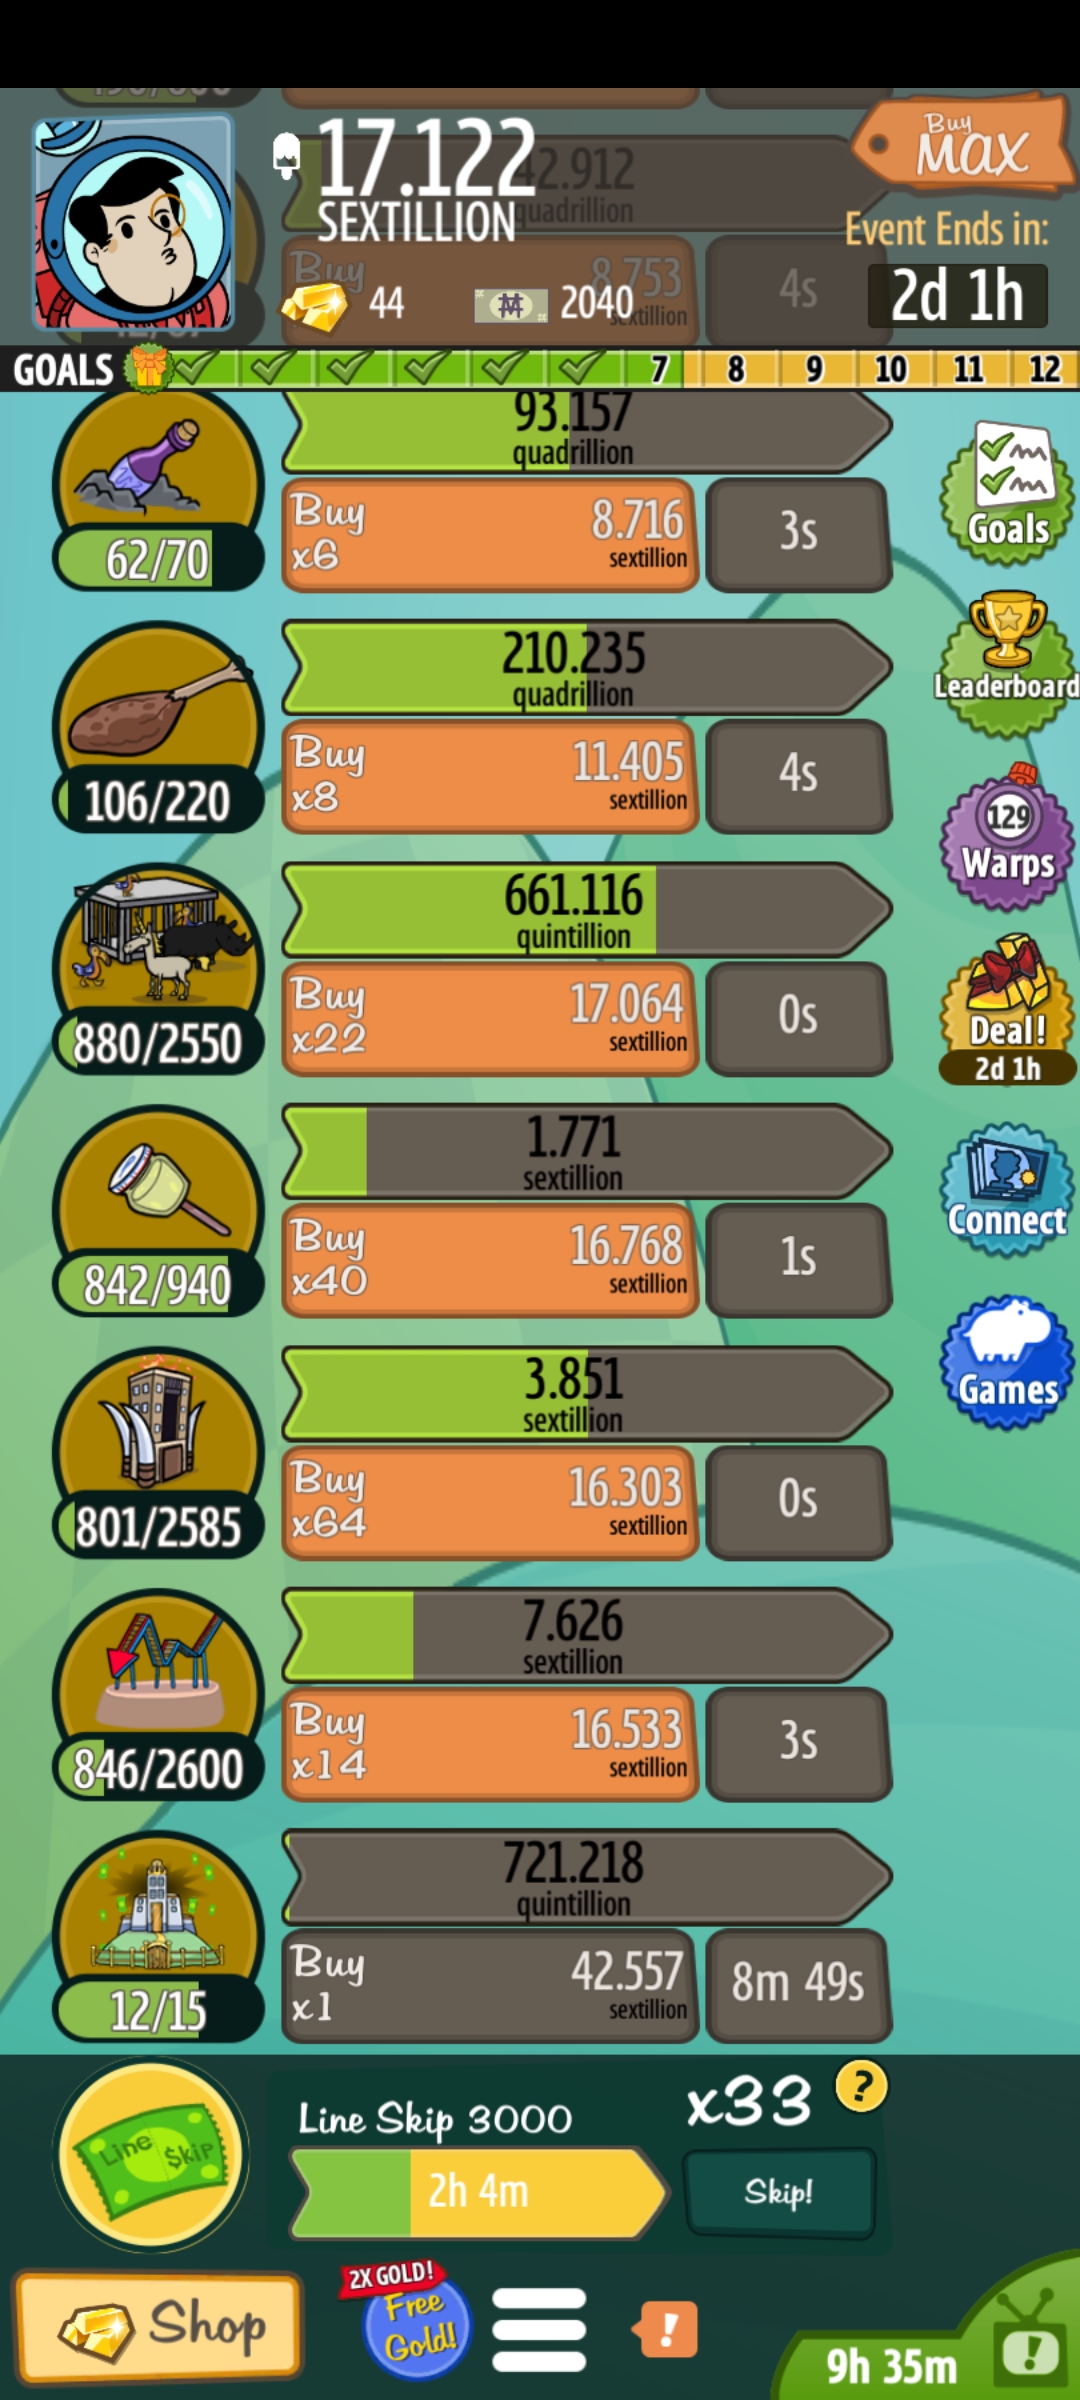 17.122
SEXTILLION
Buy
MAX
Event Ends in:
2d 1h
44
2040
quadrillion
Buy
8.753
4s
GOALS
7
8
9
10
11
12
93.157
quadrillion
62/70
Buy
x6
8.716
sextillion
3s
Goals
210.235
quadrillion
106/220
Buy
x8
11.405
sextillion
4s
Leaderboard
129
Warps
661.116
quintillion
880/2550
Buy
x22
17.064
sextillion
0s
Deal!
2d 1h
1.771
sextillion
842/940
Buy
x40
16.768
sextillion
1s
Connect
3.851
sextillion
801/2585
Buy
x64
16.303
sextillion
0s
Games
7.626
sextillion
846/2600
Buy
x14
16.533
sextillion
3s
721.218
quintillion
12/15
Buy
x1
42.557
sextillion
8m 49s
Line $kip
Line Skip 3000
x33
?
2h 4m
Skip!
Shop
2X GOLD!
Free
Gold!
!
9h 35m
!